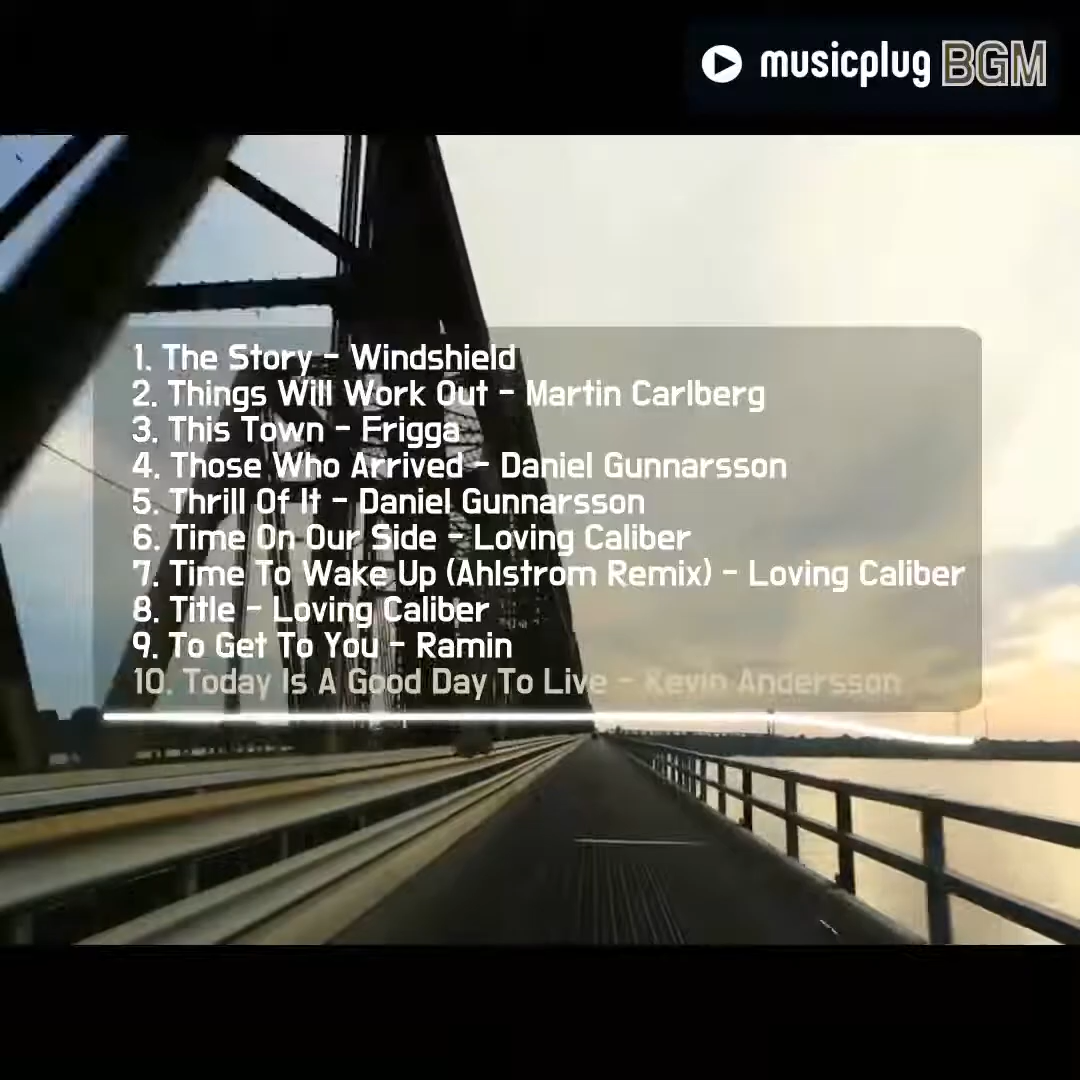 musicplug BGM
1. The Story - Windshield
2. Things Will Work Out - Martin Carlberg
3. This Town - Frigga
4. Those Who Arrived - Daniel Gunnarsson
5. Thrill Of It - Daniel Gunnarsson
6. Time On Our Side - Loving Caliber
7. Time To Wake Up (Ahlstrom Remix) - Loving Caliber
8. Title - Loving Caliber
9. To Get To You - Ramin
10. Today Is A Good Day To Live - Kevin Andersson